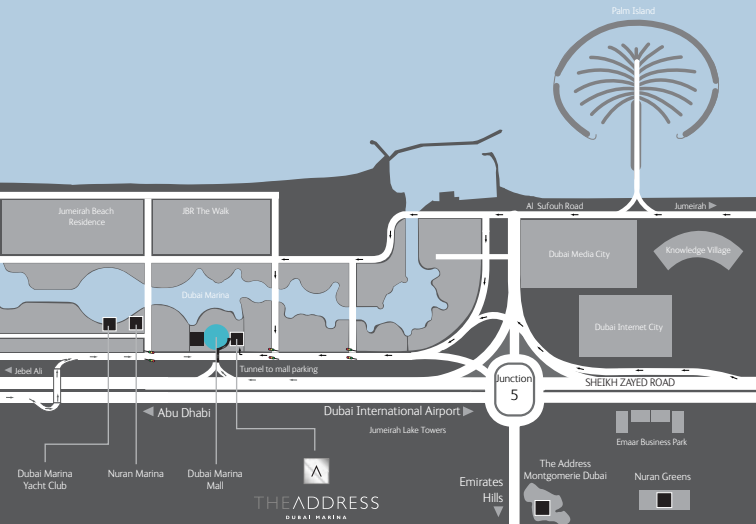 Palm Island
Al Sufouh Road
Jumeirah
Jumeirah Beach
Residence
JBR The Walk
Dubai Media City
Knowledge Village
Dubai Marina
Dubai Internet City
Jebel Ali
Tunnel to mall parking
Junction
5
SHEIKH ZAYED ROAD
Abu Dhabi
Dubai International Airport
Jumeirah Lake Towers
Emaar Business Park
Dubai Marina
Yacht Club
Nuran Marina
Dubai Marina
Mall
The Address
Montgomerie Dubai
Nuran Greens
Emirates
Hills
THE ADDRESS
DUBAI MARINA